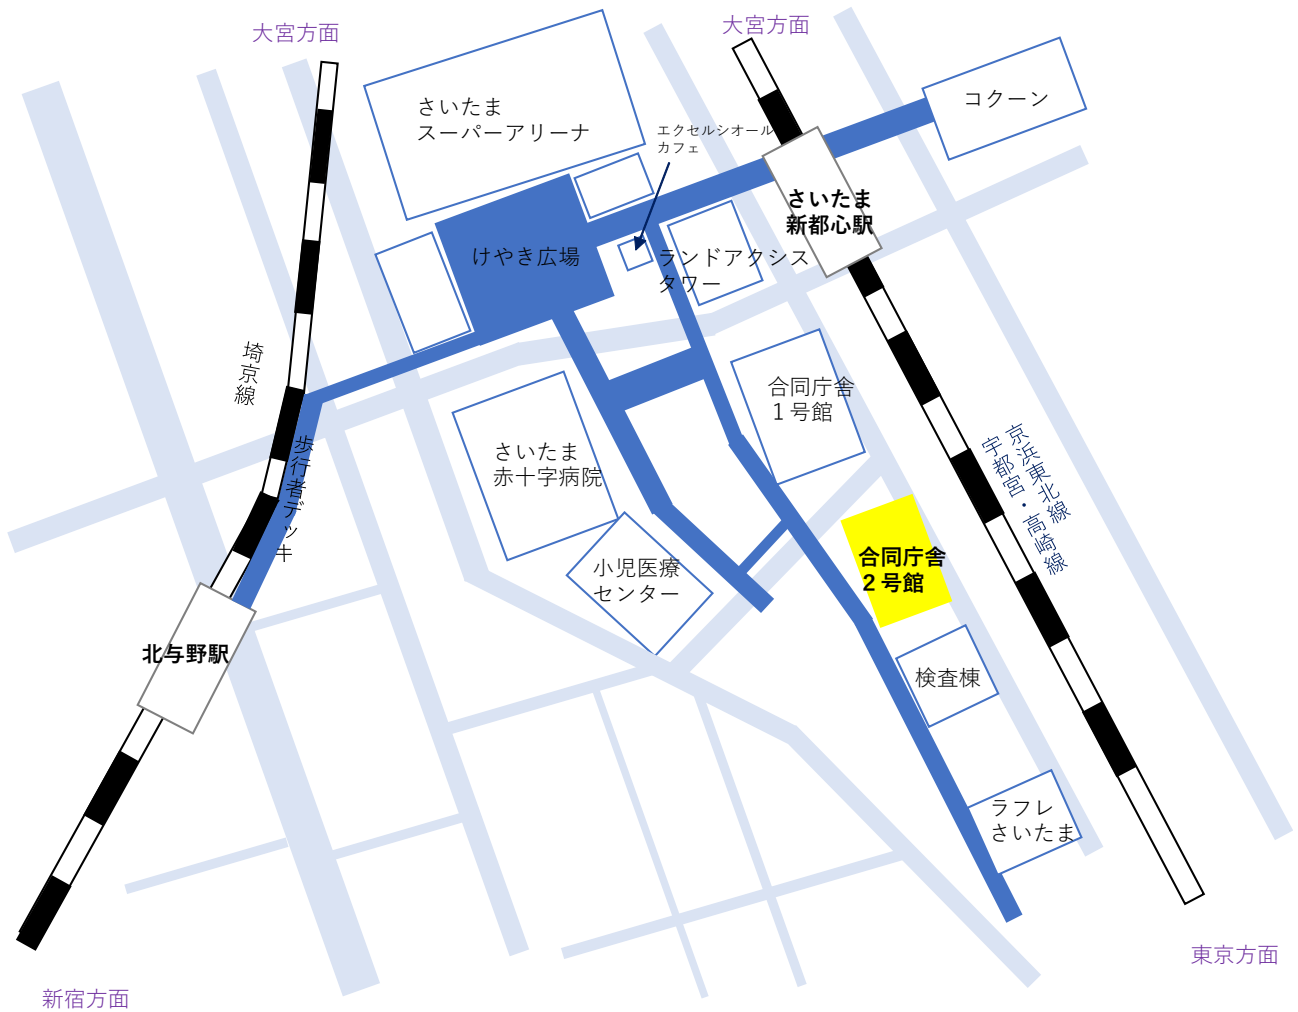 大宮方面
大宮方面
さいたま
スーパーアリーナ
エクセルシオール
カフェ
コクーン
さいたま
新都心駅
けやき広場
ランドアクシス
タワー
埼京線
歩行者デッキ
合同庁舎
１号館
さいたま
赤十字病院
京浜東北線
宇都宮・高崎線
小児医療
センター
合同庁舎
２号館
北与野駅
検査棟
ラフレ
さいたま
東京方面
新宿方面